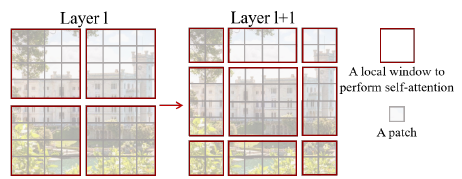 Layer l
Layer l+1
A local window to
perform self-attention
A patch